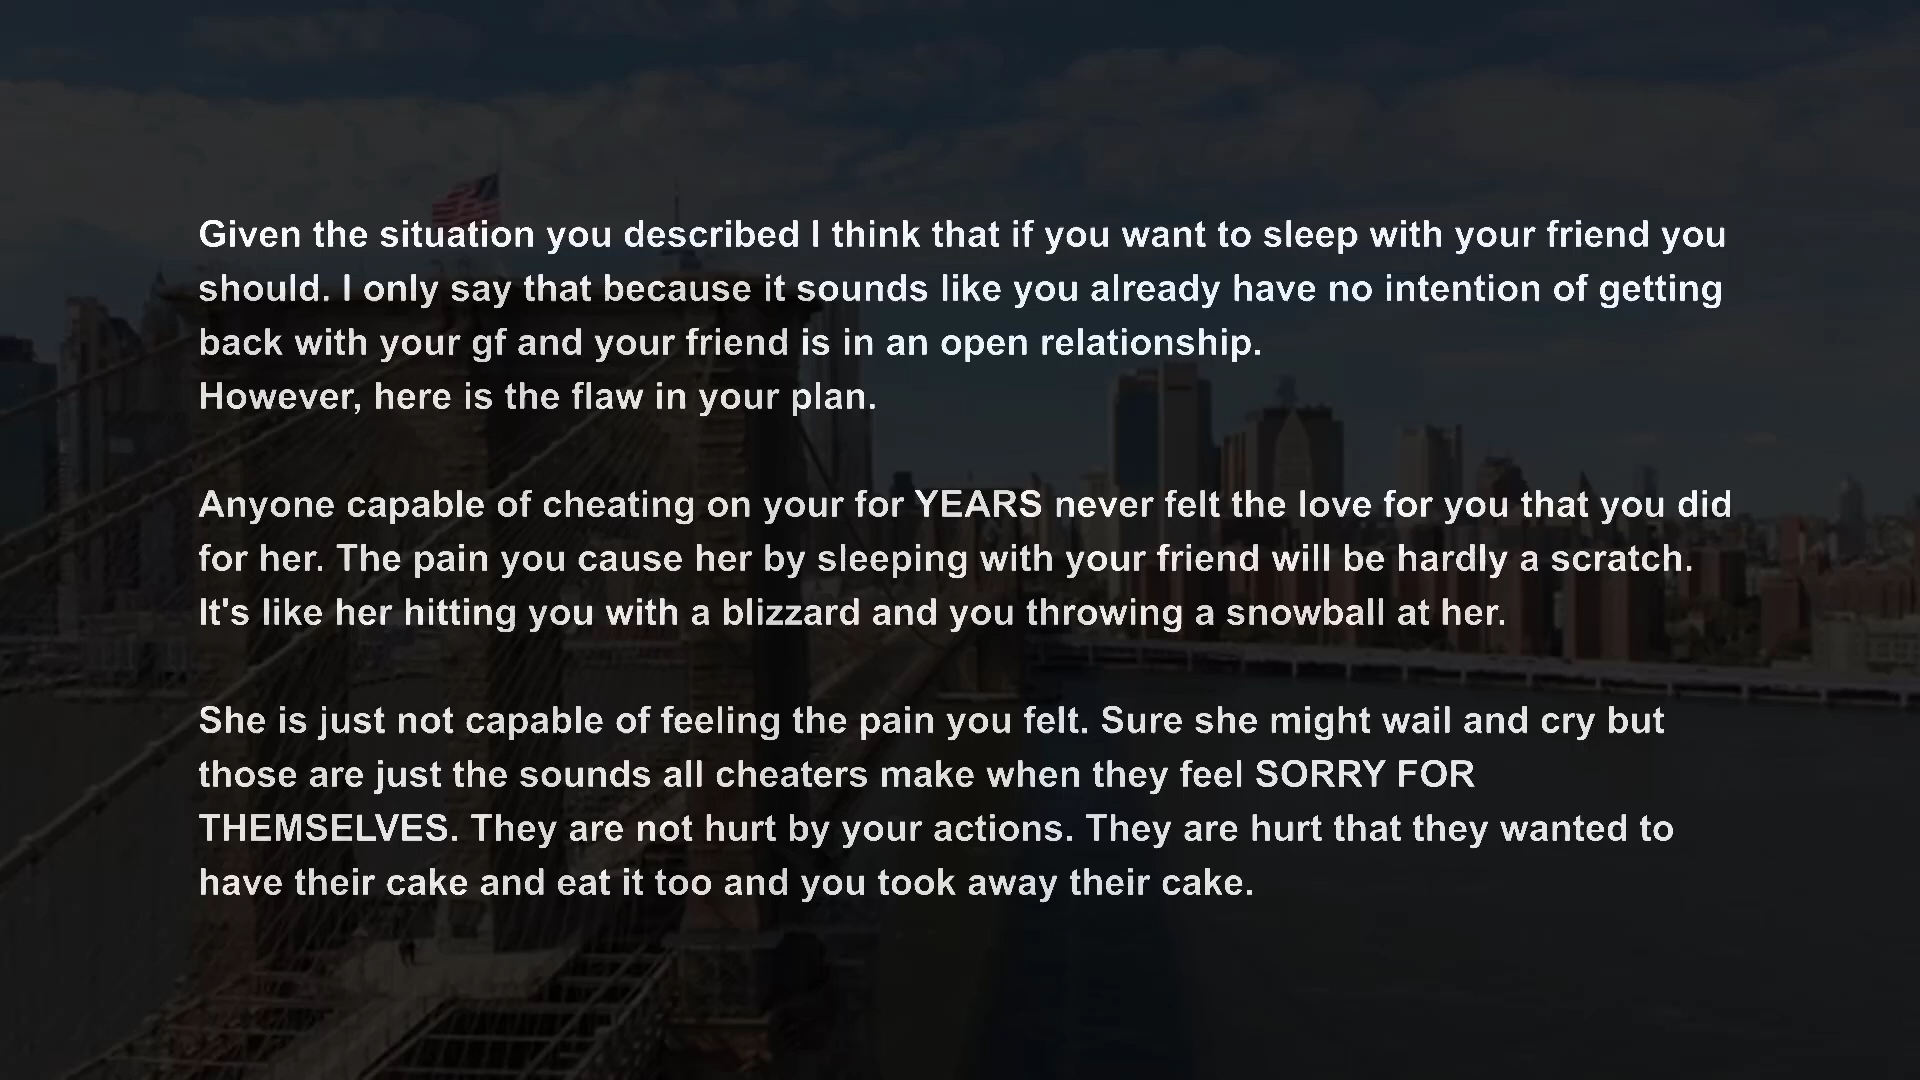 Given the situation you described I think that if you want to sleep with your friend you
should. I only say that because it sounds like you already have no intention of getting
back with your gf and your friend is in an open relationship.
However, here is the flaw in your plan.
Anyone capable of cheating on your for YEARS never felt the love for you that you did
for her. The pain you cause her by sleeping with your friend will be hardly a scratch.
It's like her hitting you with a blizzard and you throwing a snowball at her.
She is just not capable of feeling the pain you felt. Sure she might wail and cry but
those are just the sounds all cheaters make when they feel SORRY FOR
THEMSELVES. They are not hurt by your actions. They are hurt that they wanted to
have their cake and eat it too and you took away their cake.